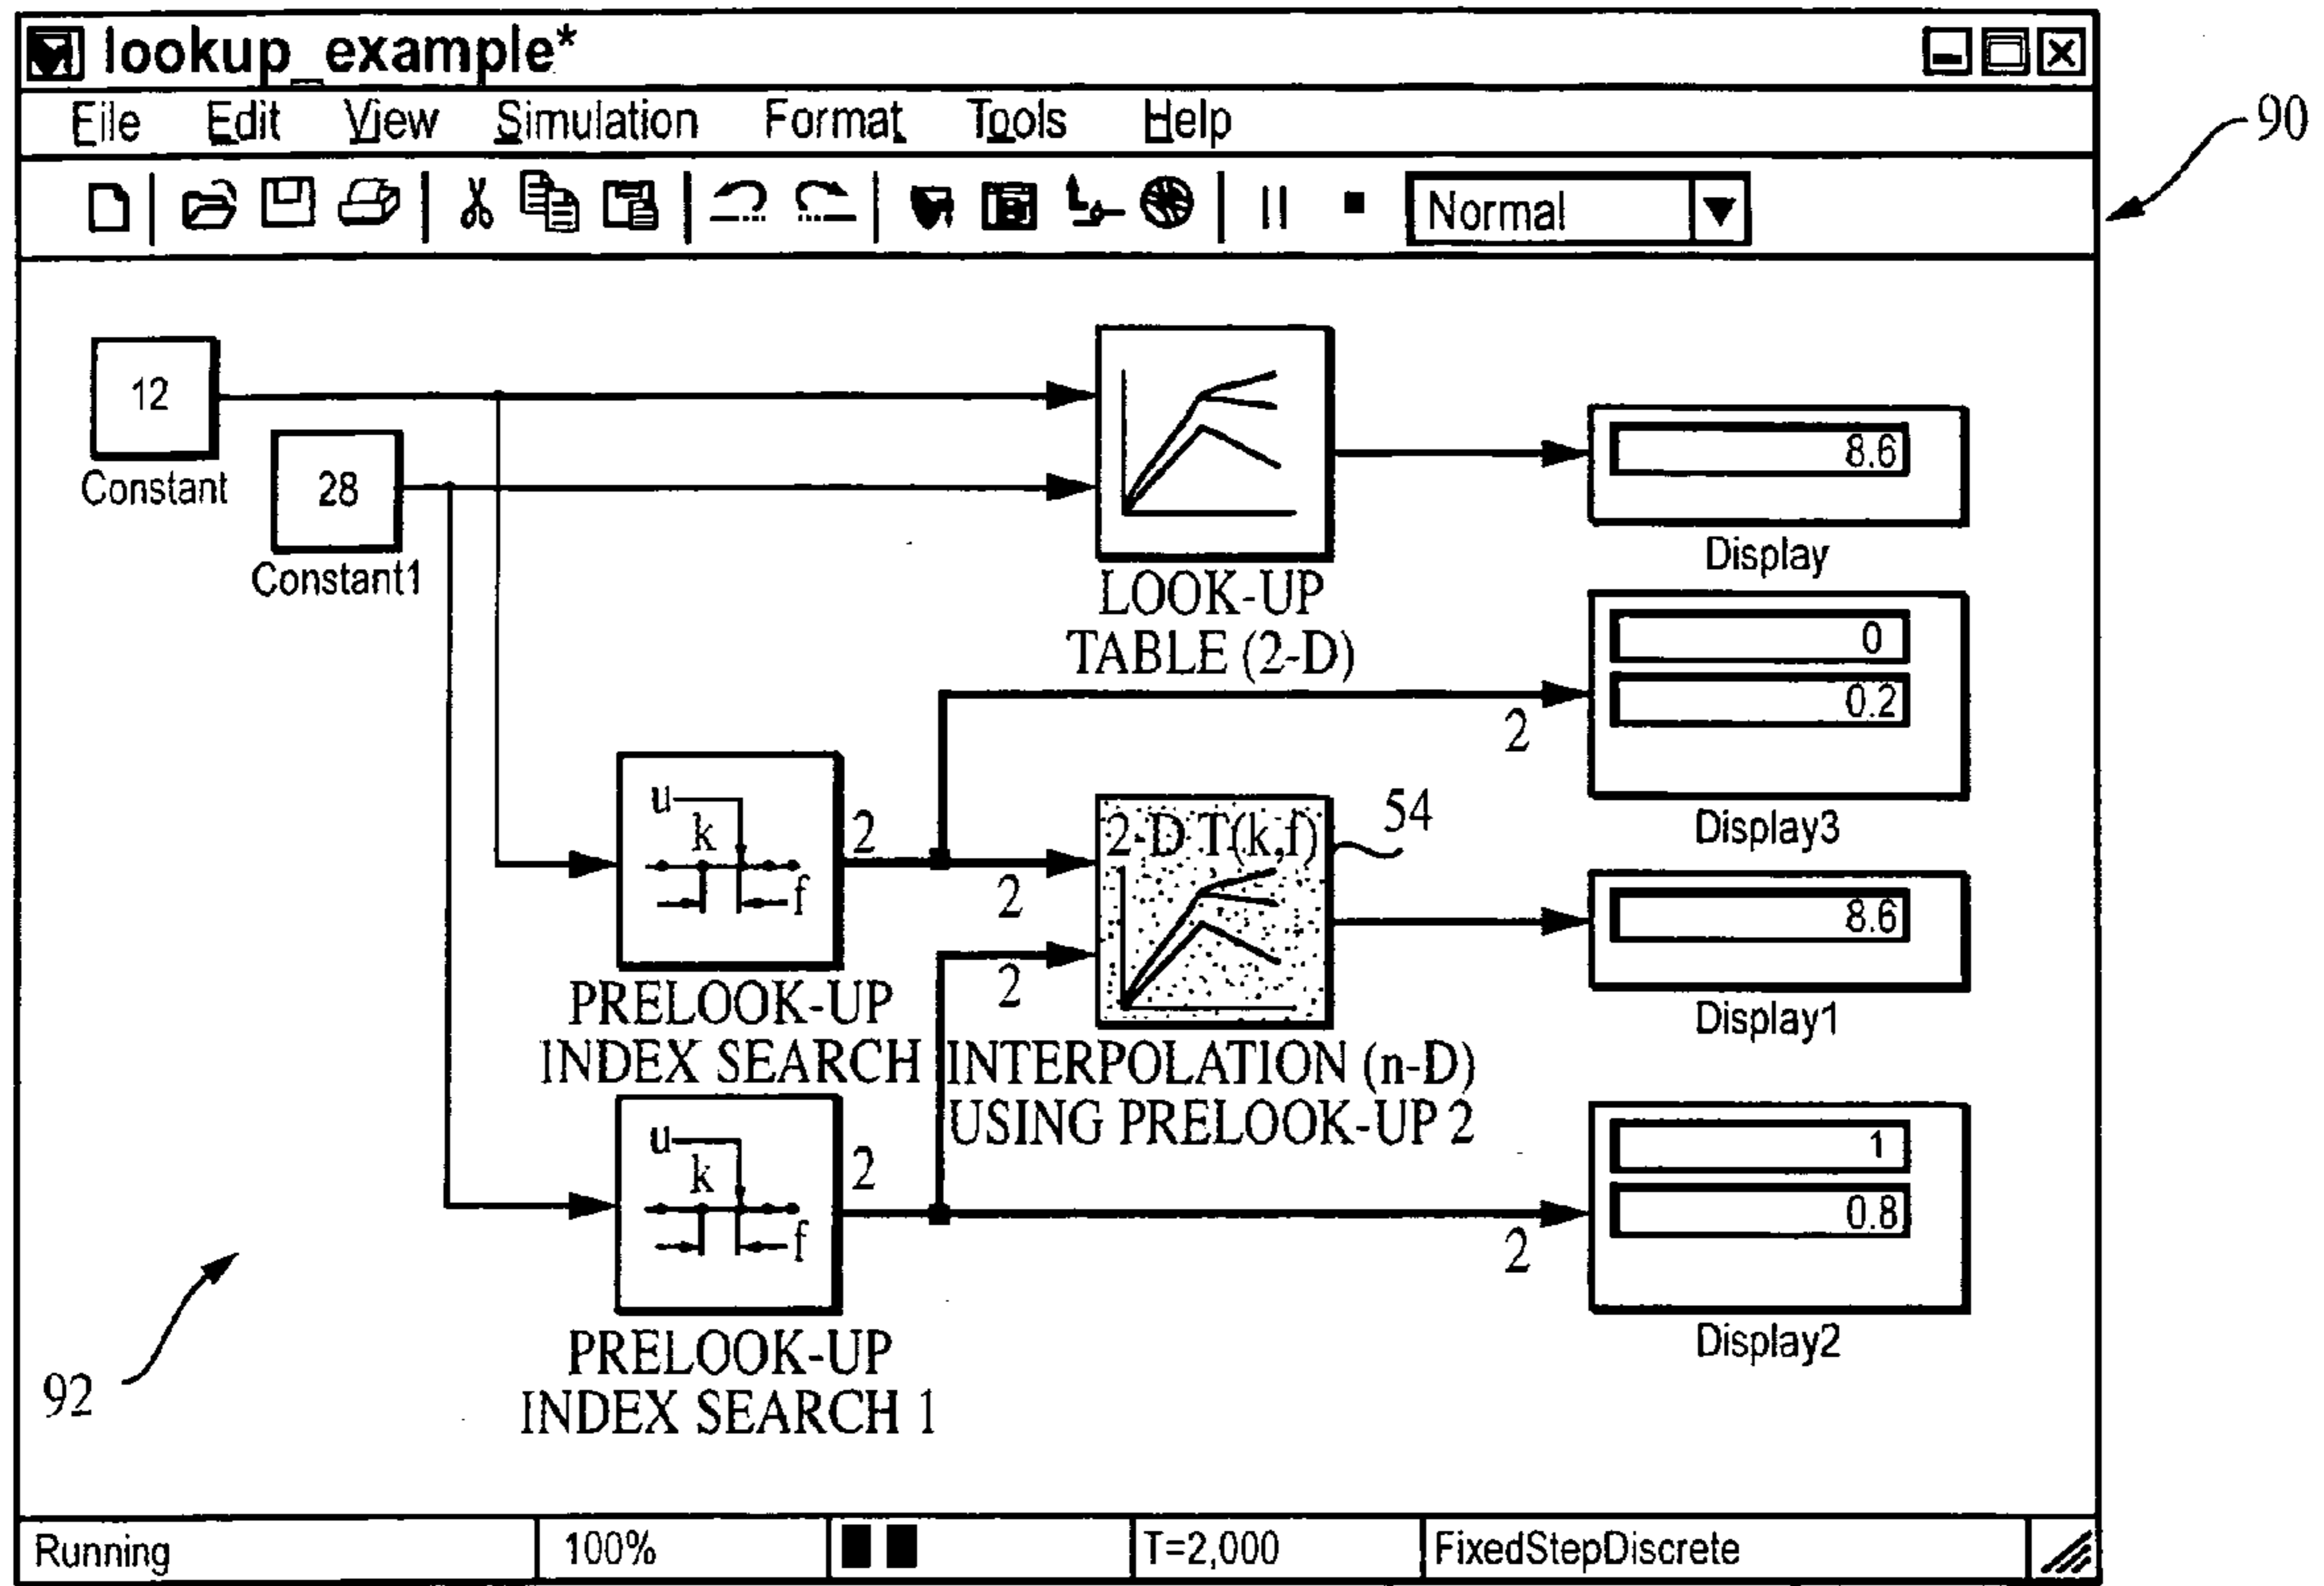 lookup_example*
File Edit View Simulation Format Tools Help
90
Normal
12
Constant
28
Constant1
LOOK-UP
TABLE (2-D)
8.6
Display
0
0.2
2
Display3
u
k
f
2
PRELOOK-UP
INDEX SEARCH
2
2
2-D T(k,f)
54
INTERPOLATION (n-D)
USING PRELOOK-UP 2
8.6
Display1
u
k
f
2
PRELOOK-UP
INDEX SEARCH 1
2
1
0.8
Display2
92
Running 100% T=2,000 FixedStepDiscrete